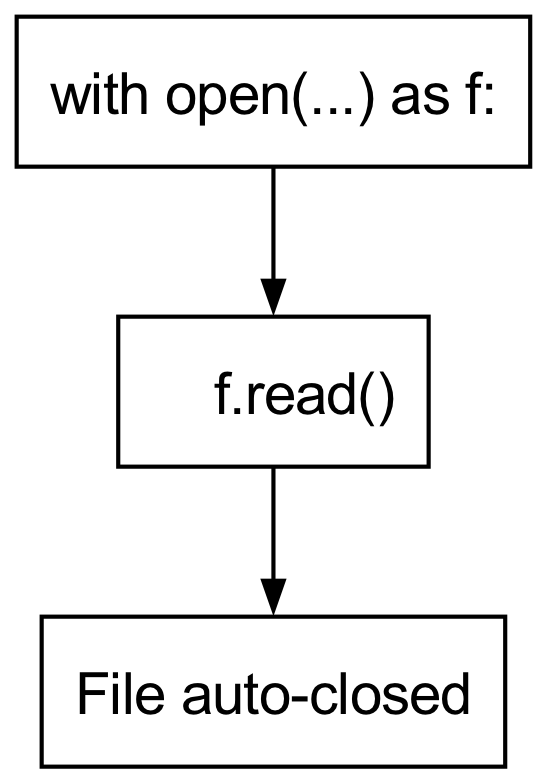 with open(...) as f:
f.read()
File auto-closed